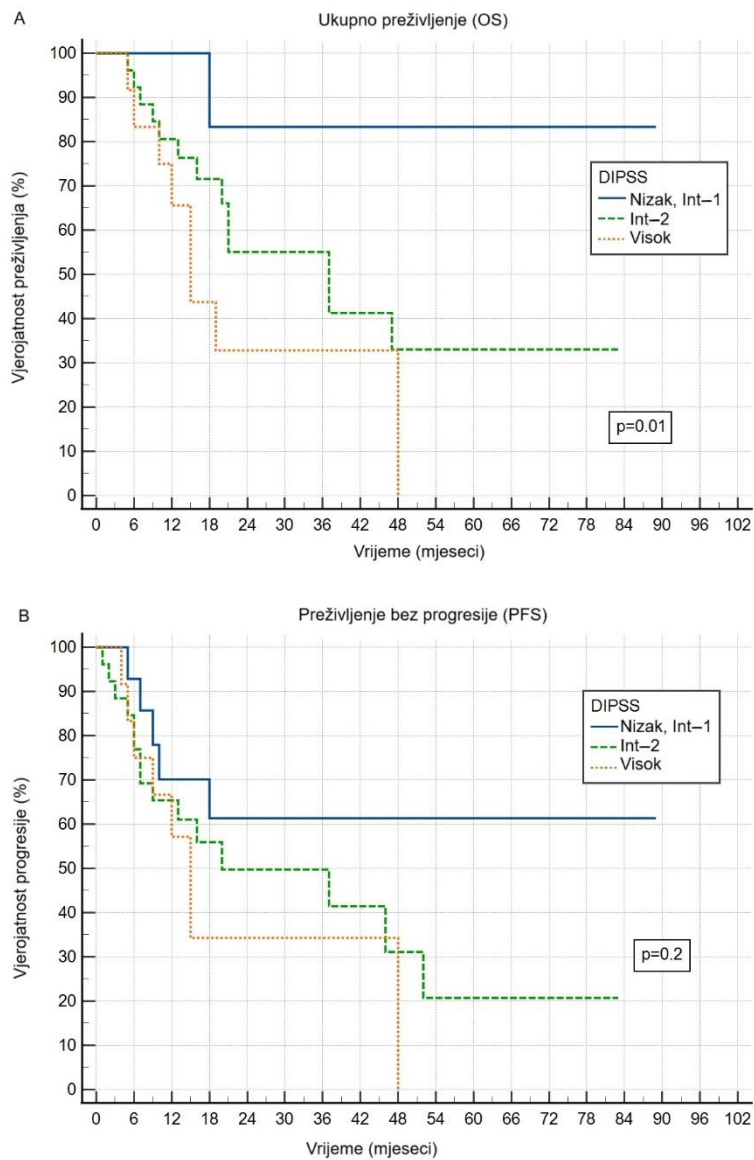 A
Ukupno preživljenje (OS)
Vjerojatnost preživljenja (%)
100
90
80
70
60
50
40
30
20
10
0
DIPSS
Nizak, Int–1
Int–2
Visok
p=0.01
0 6 12 18 24 30 36 42 48 54 60 66 72 78 84 90 96 102
Vrijeme (mjeseci)
B
Preživljenje bez progresije (PFS)
Vjerojatnost progresije (%)
100
90
80
70
60
50
40
30
20
10
0
DIPSS
Nizak, Int–1
Int–2
Visok
p=0.2
0 6 12 18 24 30 36 42 48 54 60 66 72 78 84 90 96 102
Vrijeme (mjeseci)